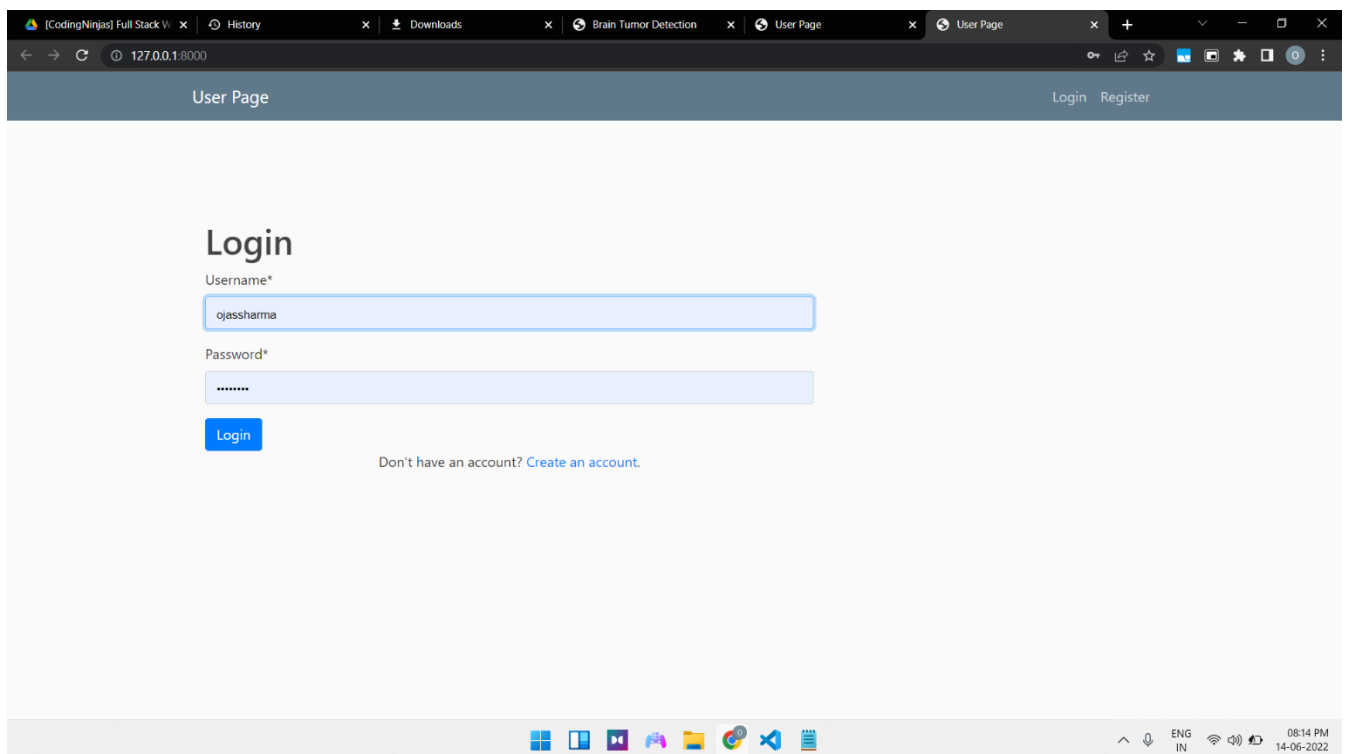 [CodingNinjas] Full Stack W
History
Downloads
Brain Tumor Detection
User Page
User Page
127.0.0.1:8000
O
User Page
Login Register
Login
Username*
ojassharma
Password*
••••••••
Login
Don't have an account? Create an account.
ENG
IN
08:14 PM
14-06-2022